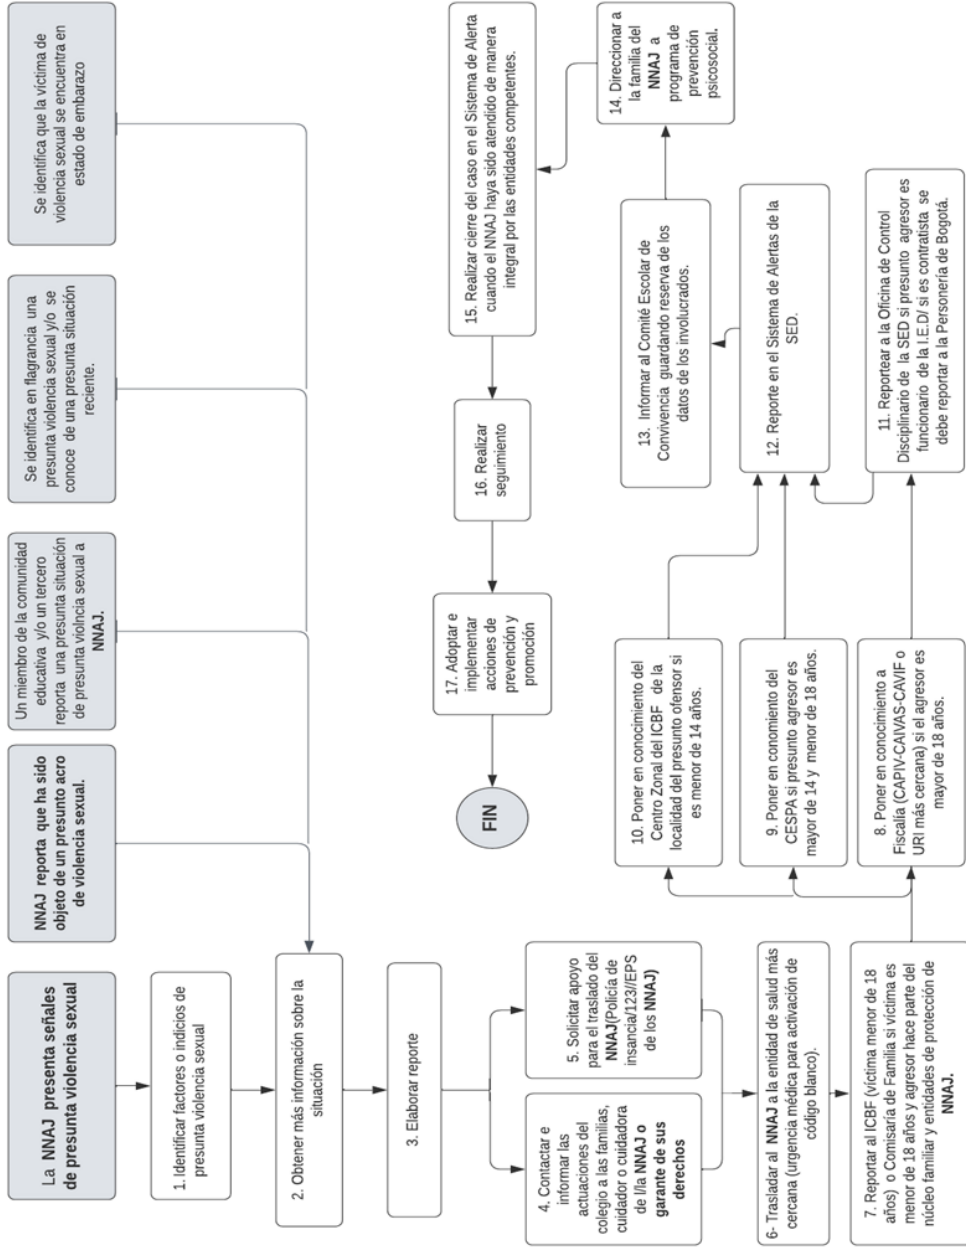 La NNAJ presenta señales
de presunta violencia sexual
NNAJ reporta que ha sido
objeto de un presunto acro
de violencia sexual.
Un miembro de la comunidad
educativa y/o un tercero
reporta una presunta situación
de presunta violncia sexual a
NNAJ.
Se identifica en flagrancia una
presunta violencia sexual y/o se
conoce de una presunta situación
reciente.
Se identifica que la víctima de
violencia sexual se encuentra en
estado de embarazo
1. Identificar factores o indicios de
presunta violencia sexual
2. Obtener más información sobre la
situación
3. Elaborar reporte
4. Contactar e
informar las
actuaciones del
colegio a las familias,
cuidador o cuidadora
de l/la NNAJ o
garante de sus
derechos
5. Solicitar apoyo
para el traslado del
NNAJ(Policía de
insancia/123//EPS
de los NNAJ)
6- Trasladar al NNAJ a la entidad de salud más
cercana (urgencia médica para activación de
código blanco).
7. Reportar al ICBF (víctima menor de 18
años) o Comisaría de Familia si víctima es
menor de 18 años y agresor hace parte del
núcleo familiar y entidades de protección de
NNAJ.
8. Poner en conocimiento a
Fiscalía (CAPIV-CAIVAS-CAVIF o
URI más cercana) si el agresor es
mayor de 18 años.
9. Poner en conomiento del
CESPA si presunto agresor es
mayor de 14 y menor de 18 años.
10. Poner en conocimiento del
Centro Zonal del ICBF de la
localidad del presunto ofensor si
es menor de 14 años.
11. Reportear a la Oficina de Control
Disciplinario de la SED si presunto agresor es
funcionario de la I.E.D/ si es contratista se
debe reportar a la Personería de Bogotá.
12. Reporte en el Sistema de Alertas de la
SED.
13. Informar al Comité Escolar de
Convivencia guardando reserva de los
datos de los involucrados.
14. Direccionar a
la familia del
NNAJ a
programa de
prevención
psicosocial.
15. Realizar cierre del caso en el Sistema de Alerta
cuando el NNAJ haya sido atendido de manera
integral por las entidades competentes.
16. Realizar
seguimiento
17. Adoptar e
implementar
acciones de
prevención y
promoción
FIN